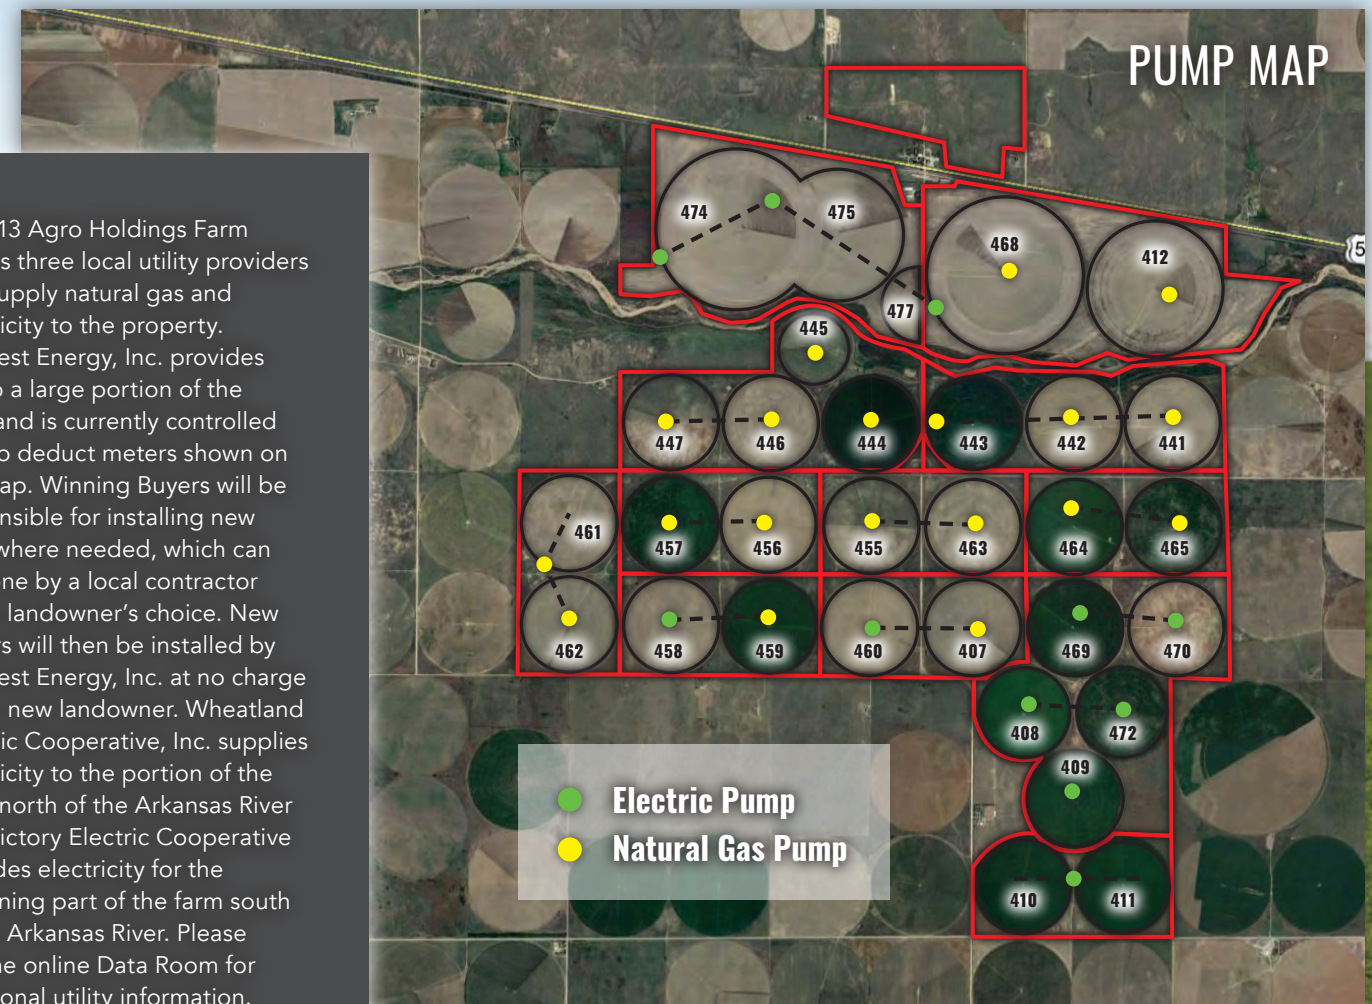 PUMP MAP
13 Agro Holdings Farm
s three local utility providers
upply natural gas and
icity to the property.
est Energy, Inc. provides
o a large portion of the
and is currently controlled
o deduct meters shown on
ap. Winning Buyers will be
nsible for installing new
where needed, which can
ne by a local contractor
landowner's choice. New
rs will then be installed by
est Energy, Inc. at no charge
new landowner. Wheatland
ic Cooperative, Inc. supplies
icity to the portion of the
north of the Arkansas River
ictory Electric Cooperative
des electricity for the
ning part of the farm south
Arkansas River. Please
ne online Data Room for
onal utility information.
474
475
468
412
5
477
445
447
446
444
443
442
441
461
457
456
455
463
464
465
462
458
459
460
407
469
470
408
472
409
410
411
Electric Pump
Natural Gas Pump